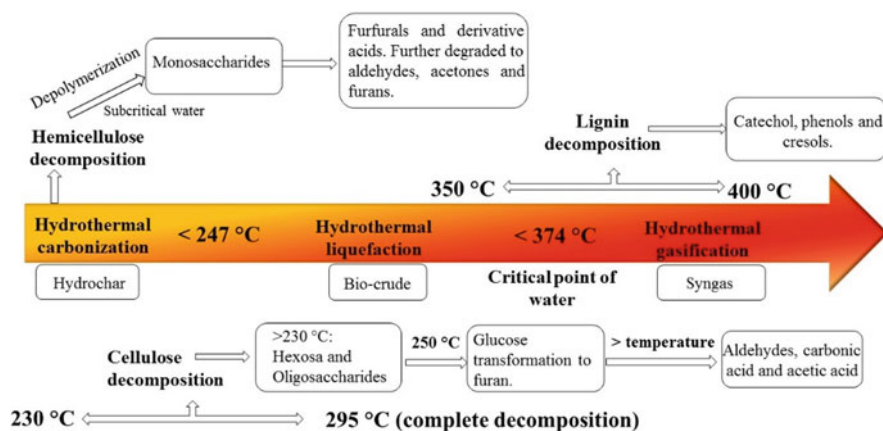 Depolymerization
Monosaccharides
Subcritical water
Furfurals and derivative
acids. Further degraded to
aldehydes, acetones and
furans.
Hemicellulose
decomposition
Lignin
decomposition
Catechol, phenols and
cresols.
350 °C
400 °C
Hydrothermal
carbonization
< 247 °C
Hydrothermal
liquefaction
< 374 °C
Hydrothermal
gasification
Hydrochar
Bio-crude
Critical point of
water
Syngas
Cellulose
decomposition
>230 °C:
Hexosa and
Oligosaccharides
250 °C
Glucose
transformation to
furan.
> temperature
Aldehydes, carbonic
acid and acetic acid
230 °C
295 °C (complete decomposition)